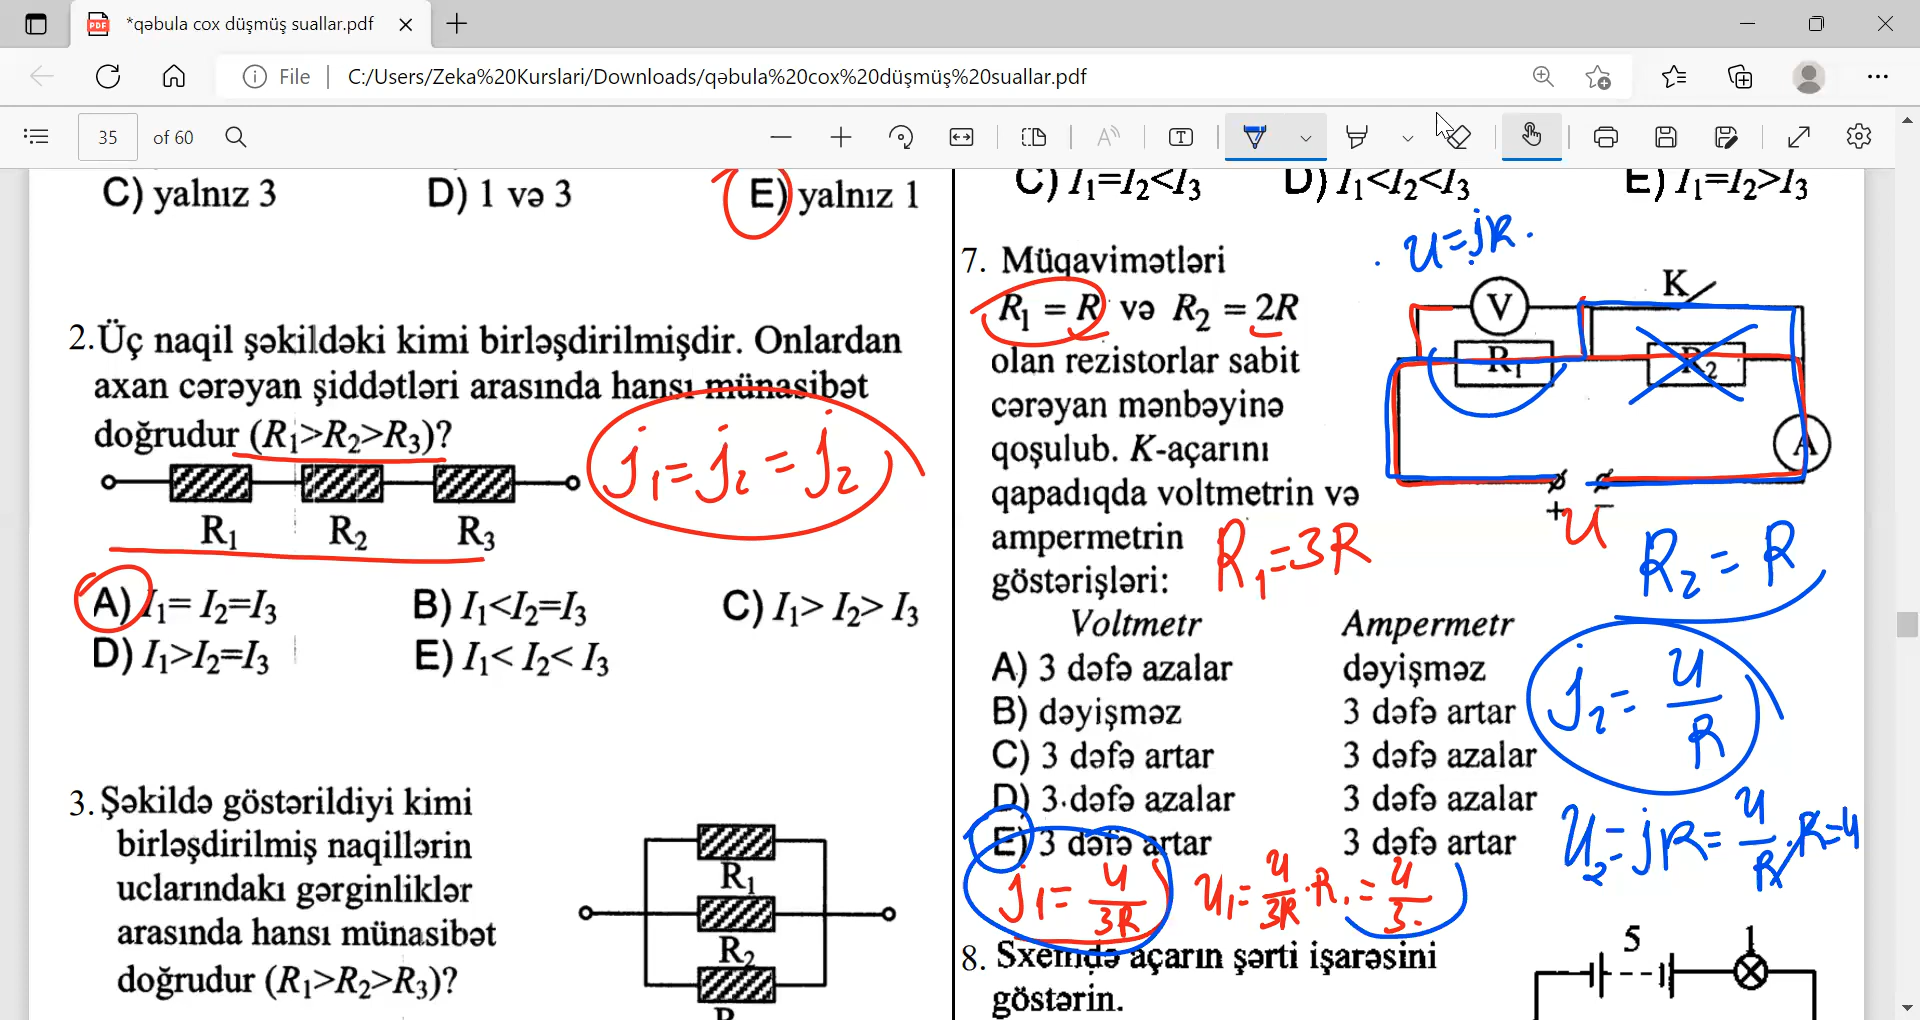 *qəbula cox düşmüş suallar.pdf
File | C:/Users/Zeka%20Kurslari/Downloads/qəbula%20cox%20düşmüş%20suallar.pdf
35 of 60
C) yalnız 3 D) 1 və 3 E) yalnız 1
2. Üç naqil şəkildəki kimi birləşdirilmişdir. Onlardan
axan cərəyan şiddətləri arasında hansı münasibət
doğrudur (R₁>R₂>R₃)?
j₁=j₂=j₂
R₁ R₂ R₃
A) I₁= I₂=I₃ B) I₁<I₂=I₃ C) I₁> I₂> I₃
D) I₁>I₂=I₃ E) I₁< I₂< I₃
3. Şəkildə göstərildiyi kimi
birləşdirilmiş naqillərin
uclarındakı gərginliklər
arasında hansı münasibət
doğrudur (R₁>R₂>R₃)?
R₁
R₂
C) I₁=I₂<I₃ D) I₁<I₂<I₃ E) I₁=I₂>I₃
U=jR.
7. Müqavimətləri
R₁ = R və R₂ = 2R
olan rezistorlar sabit
cərəyan mənbəyinə
qoşulub. K-açarını
qapadıqda voltmetrin və
ampermetrin
göstərişləri:
V K
R₁ R₂
A
+ −
U
R₁=3R
R₂ = R
Voltmetr Ampermetr
A) 3 dəfə azalar dəyişməz
B) dəyişməz 3 dəfə artar
C) 3 dəfə artar 3 dəfə azalar
D) 3 dəfə azalar 3 dəfə azalar
E) 3 dəfə artar 3 dəfə artar
j₂= U/R
U₂=jR= U/R·R=U
j₁= U/3R U₁= U/3R·R₁= U/3
8. Sxemdə açarın şərti işarəsini
göstərin.
5 1